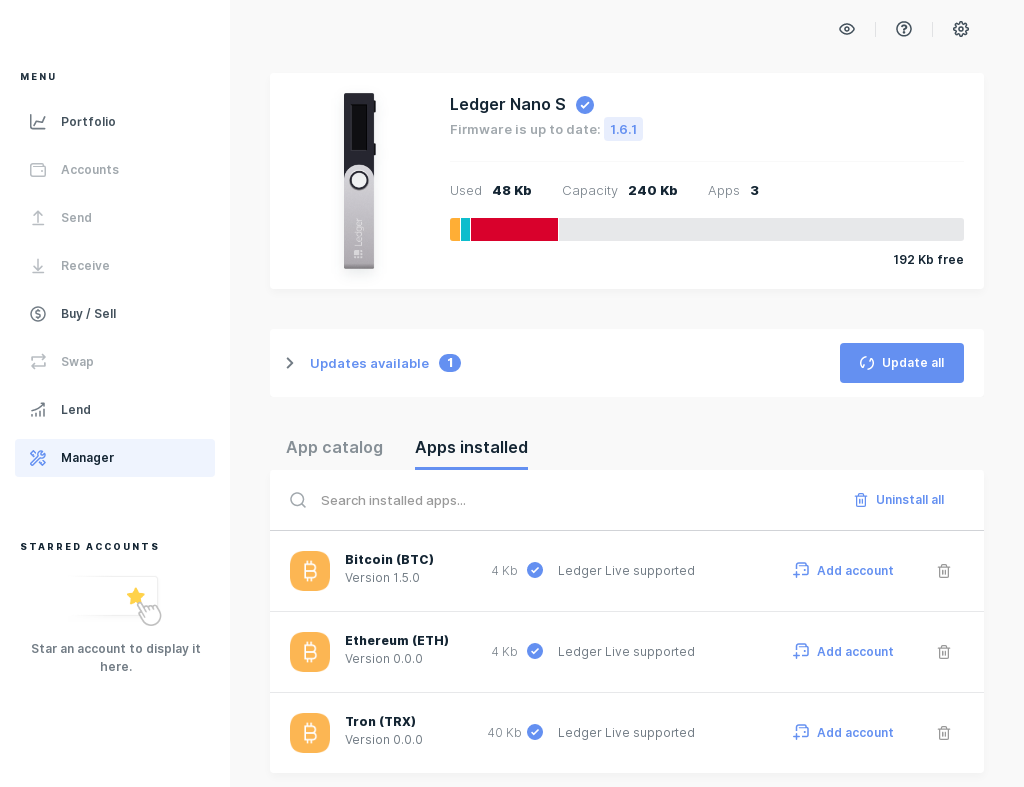 MENU
Portfolio
Accounts
Send
Receive
Buy / Sell
Swap
Lend
Manager
STARRED ACCOUNTS
Star an account to display it
here.
Ledger Nano S
Firmware is up to date: 1.6.1
Ledger
Used 48 Kb Capacity 240 Kb Apps 3
192 Kb free
Updates available 1
Update all
App catalog Apps installed
Search installed apps...
Uninstall all
Bitcoin (BTC)
Version 1.5.0
4 Kb Ledger Live supported
Add account
Ethereum (ETH)
Version 0.0.0
4 Kb Ledger Live supported
Add account
Tron (TRX)
Version 0.0.0
40 Kb Ledger Live supported
Add account